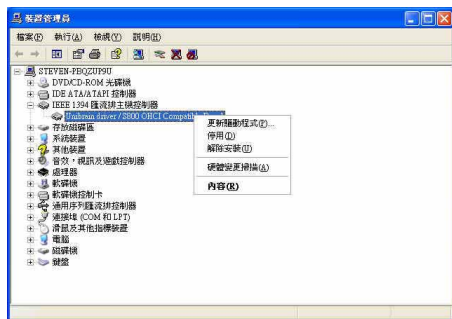 裝置管理員
檔案(F) 執行(A) 檢視(V) 說明(H)
STEVEN-PBQZUP9U
DVD/CD-ROM 光碟機
IDE ATA/ATAPI 控制器
IEEE 1394 匯流排主機控制器
Unibrain driver / S800 OHCI Compatible
更新驅動程式(P)...
停用(D)
解除安裝(U)
硬體變更掃描(A)
內容(R)
存放磁碟區
系統裝置
其他裝置
音效，視訊及遊戲控制器
處理器
軟碟機
軟碟機控制卡
通用序列匯流排控制器
連接埠 (COM 和 LPT)
滑鼠及其他指標裝置
電腦
磁碟機
鍵盤